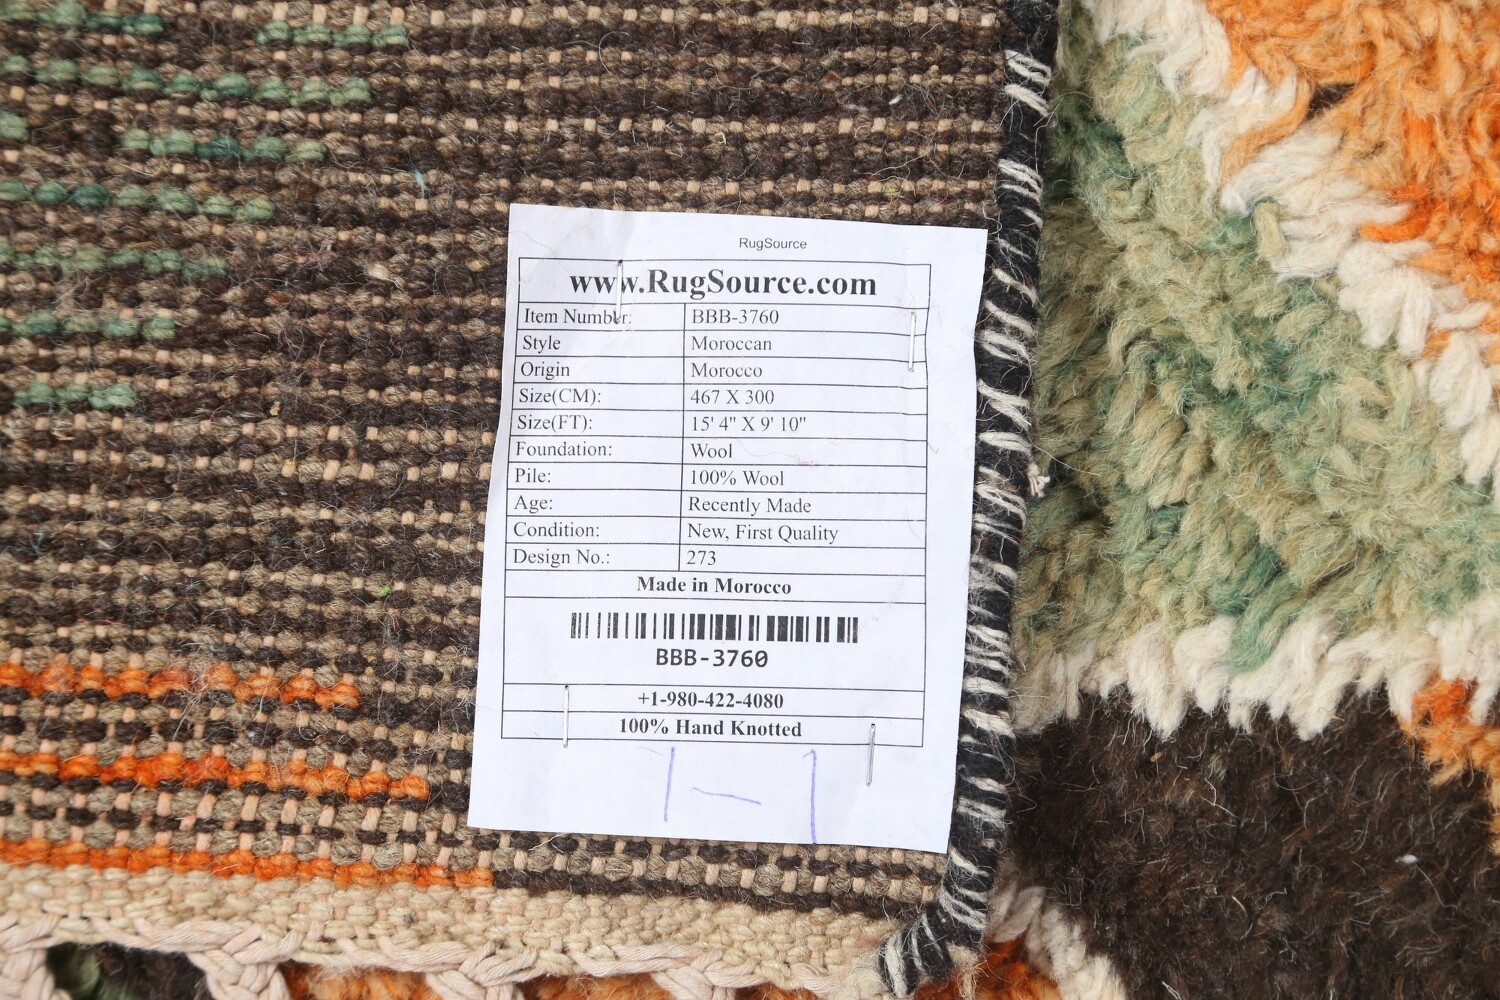 RugSource
www.RugSource.com
Item Number: BBB-3760
Style Moroccan
Origin Morocco
Size(CM): 467 X 300
Size(FT): 15' 4" X 9' 10"
Foundation: Wool
Pile: 100% Wool
Age: Recently Made
Condition: New, First Quality
Design No.: 273
Made in Morocco
BBB-3760
+1-980-422-4080
100% Hand Knotted
1-1